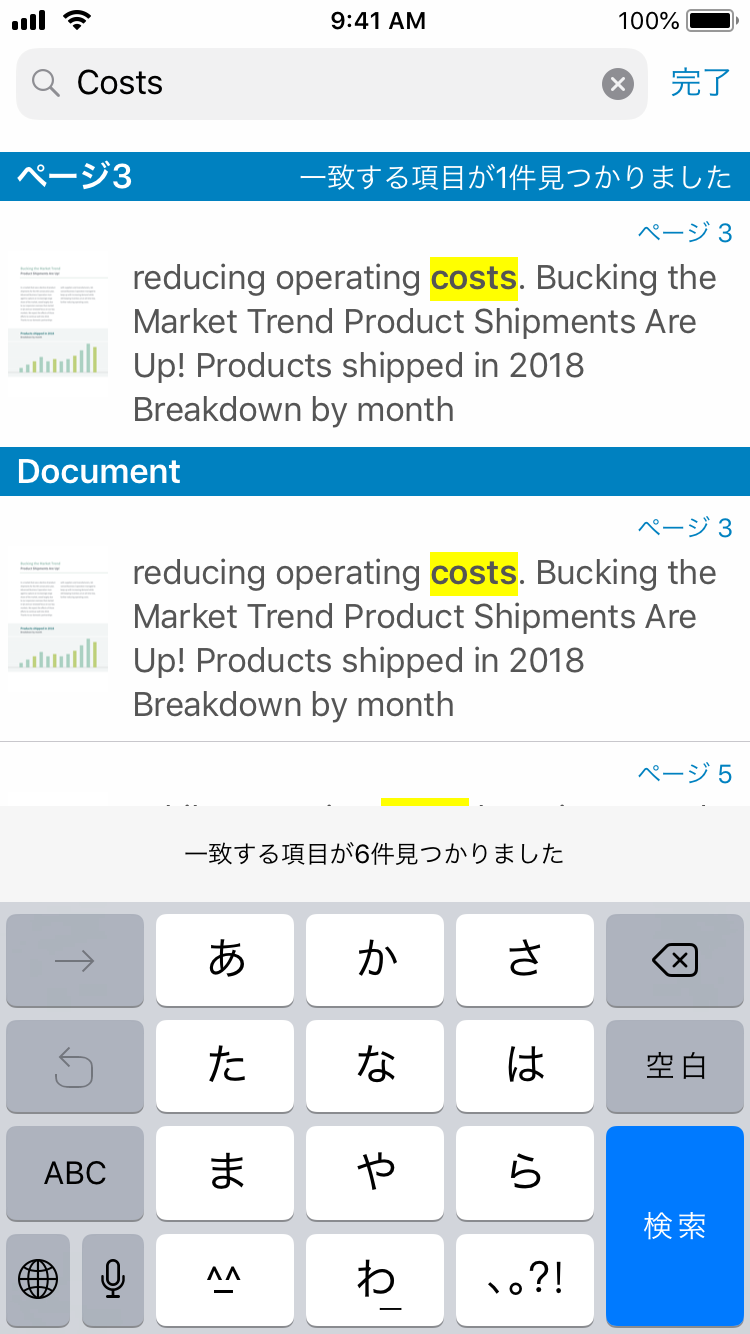 9:41 AM
100%
Costs
完了
ページ3
一致する項目が1件見つかりました
ページ 3
reducing operating costs. Bucking the
Market Trend Product Shipments Are
Up! Products shipped in 2018
Breakdown by month
Document
ページ 3
reducing operating costs. Bucking the
Market Trend Product Shipments Are
Up! Products shipped in 2018
Breakdown by month
ページ 5
一致する項目が6件見つかりました
あ
か
さ
た
な
は
空白
ABC
ま
や
ら
検索
^_^
わ_
、。?!